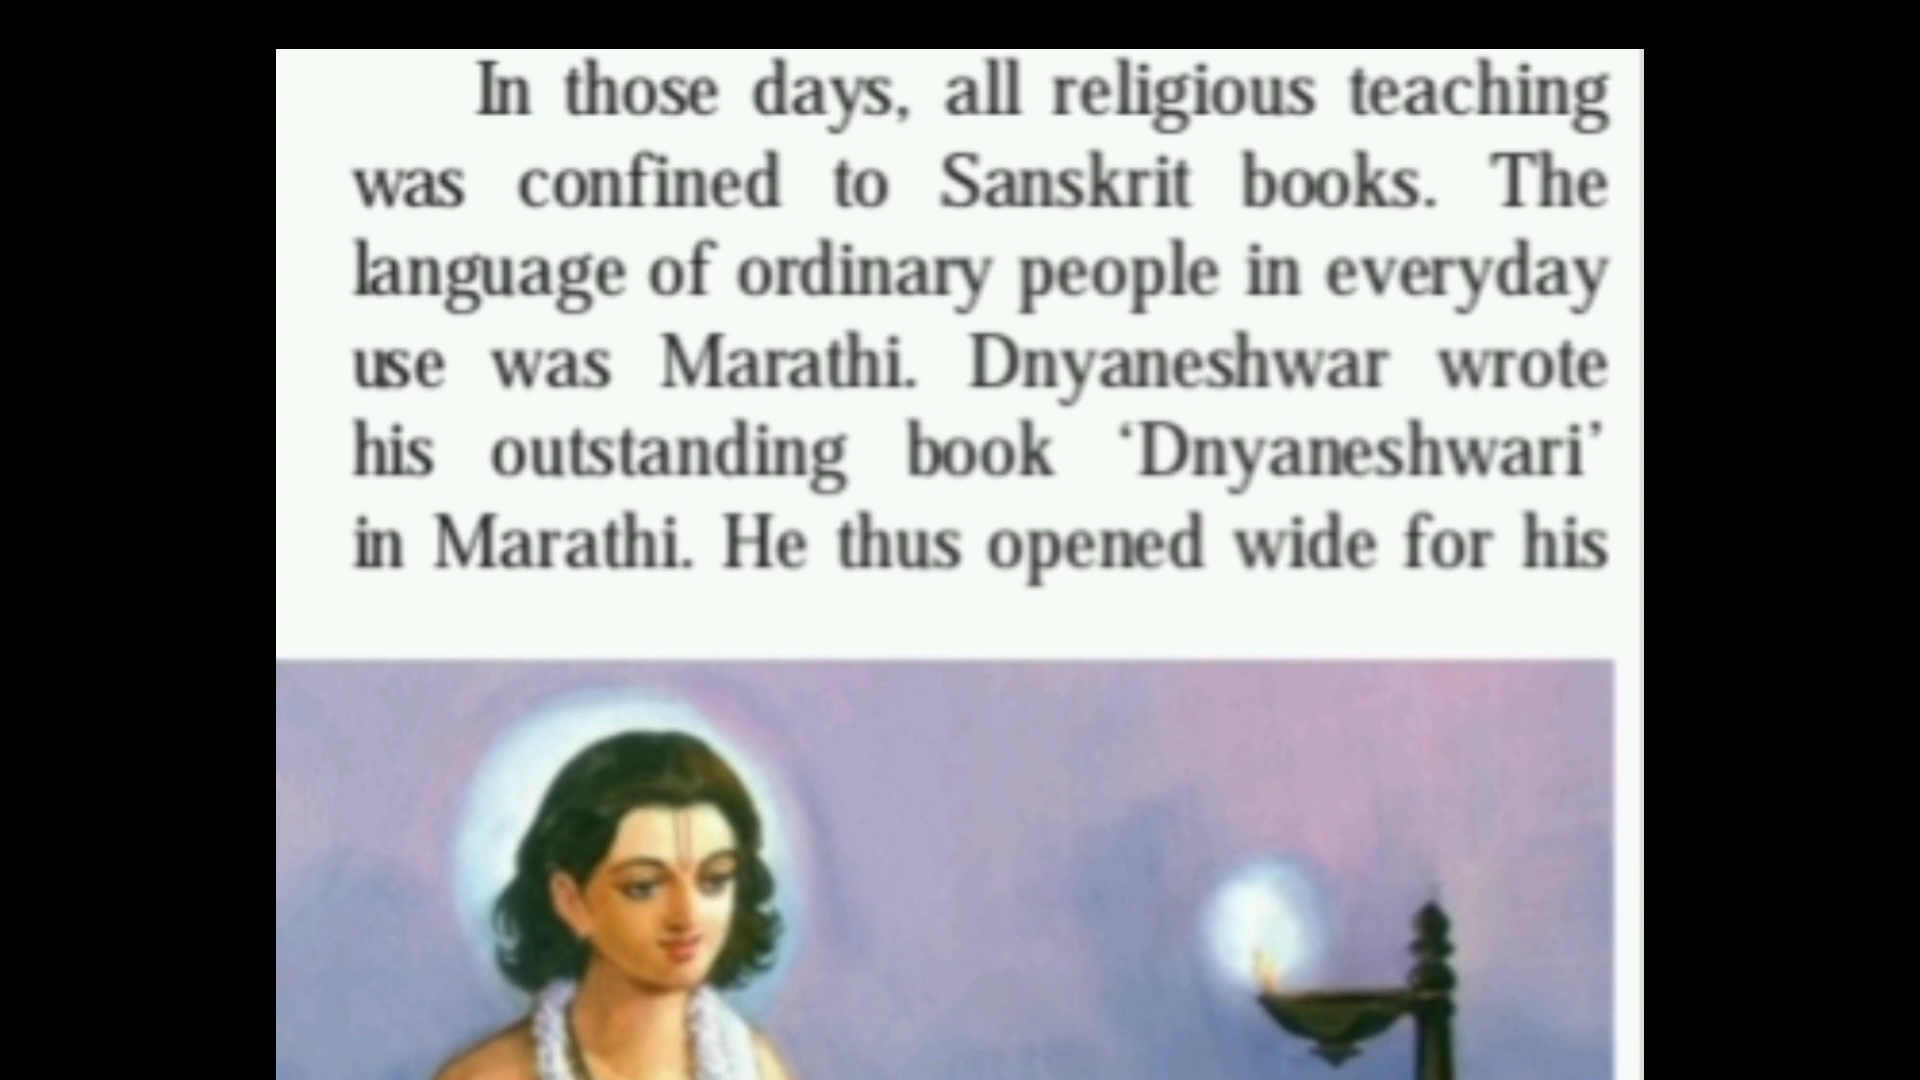 In those days, all religious teaching
was confined to Sanskrit books. The
language of ordinary people in everyday
use was Marathi. Dnyaneshwar wrote
his outstanding book ‘Dnyaneshwari’
in Marathi. He thus opened wide for his